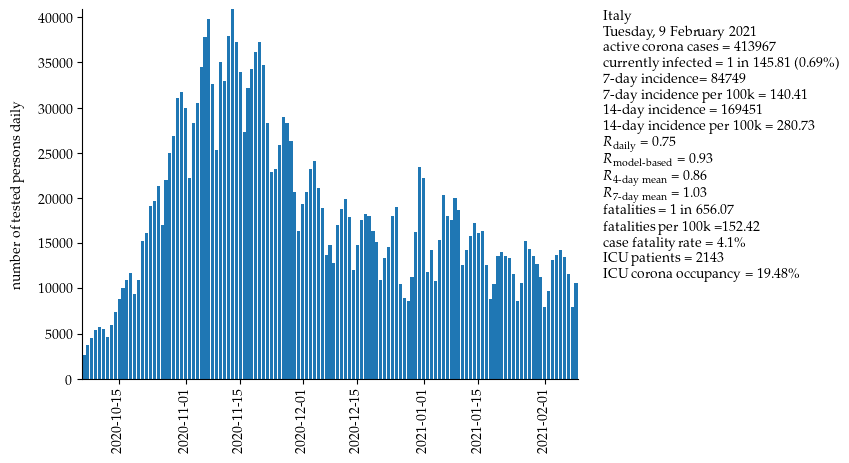 number of tested persons daily
40000
35000
30000
25000
20000
15000
10000
5000
0
2020-10-15
2020-11-01
2020-11-15
2020-12-01
2020-12-15
2021-01-01
2021-01-15
2021-02-01
Italy
Tuesday, 9 February 2021
active corona cases = 413967
currently infected = 1 in 145.81 (0.69%)
7-day incidence= 84749
7-day incidence per 100k = 140.41
14-day incidence = 169451
14-day incidence per 100k = 280.73
Rdaily = 0.75
Rmodel-based = 0.93
R4-day mean = 0.86
R7-day mean = 1.03
fatalities = 1 in 656.07
fatalities per 100k =152.42
case fatality rate = 4.1%
ICU patients = 2143
ICU corona occupancy = 19.48%